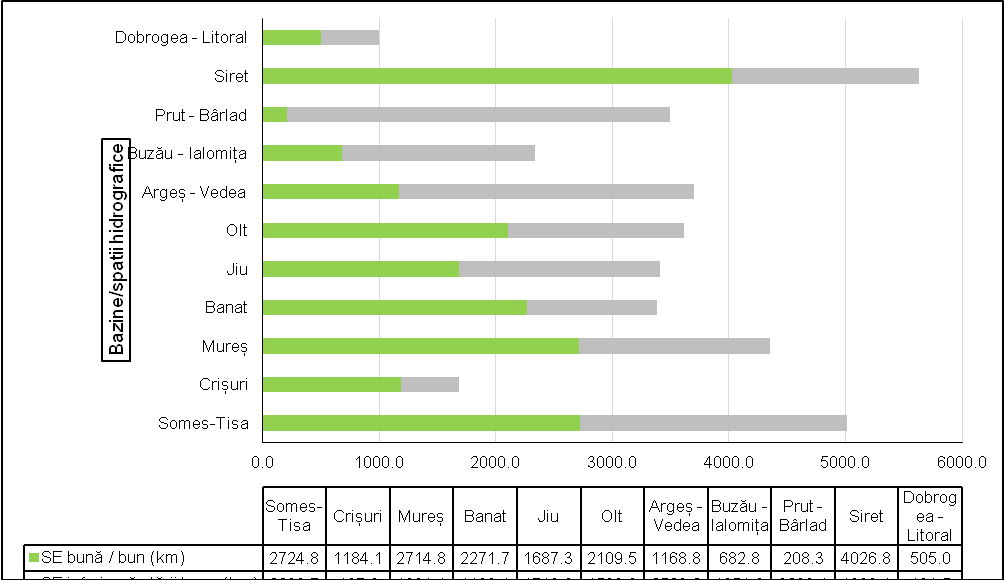 Dobrogea - Litoral
Siret
Prut - Bârlad
Buzău - Ialomița
Argeș - Vedea
Olt
Jiu
Banat
Mureș
Crișuri
Somes-Tisa
Bazine/spatii hidrografice
0.0 1000.0 2000.0 3000.0 4000.0 5000.0 6000.0
Somes-Tisa Crișuri Mureș Banat Jiu Olt Argeș - Vedea Buzău - Ialomița Prut - Bârlad Siret Dobrogea - Litoral
SE bună / bun (km) 2724.8 1184.1 2714.8 2271.7 1687.3 2109.5 1168.8 682.8 208.3 4026.8 505.0